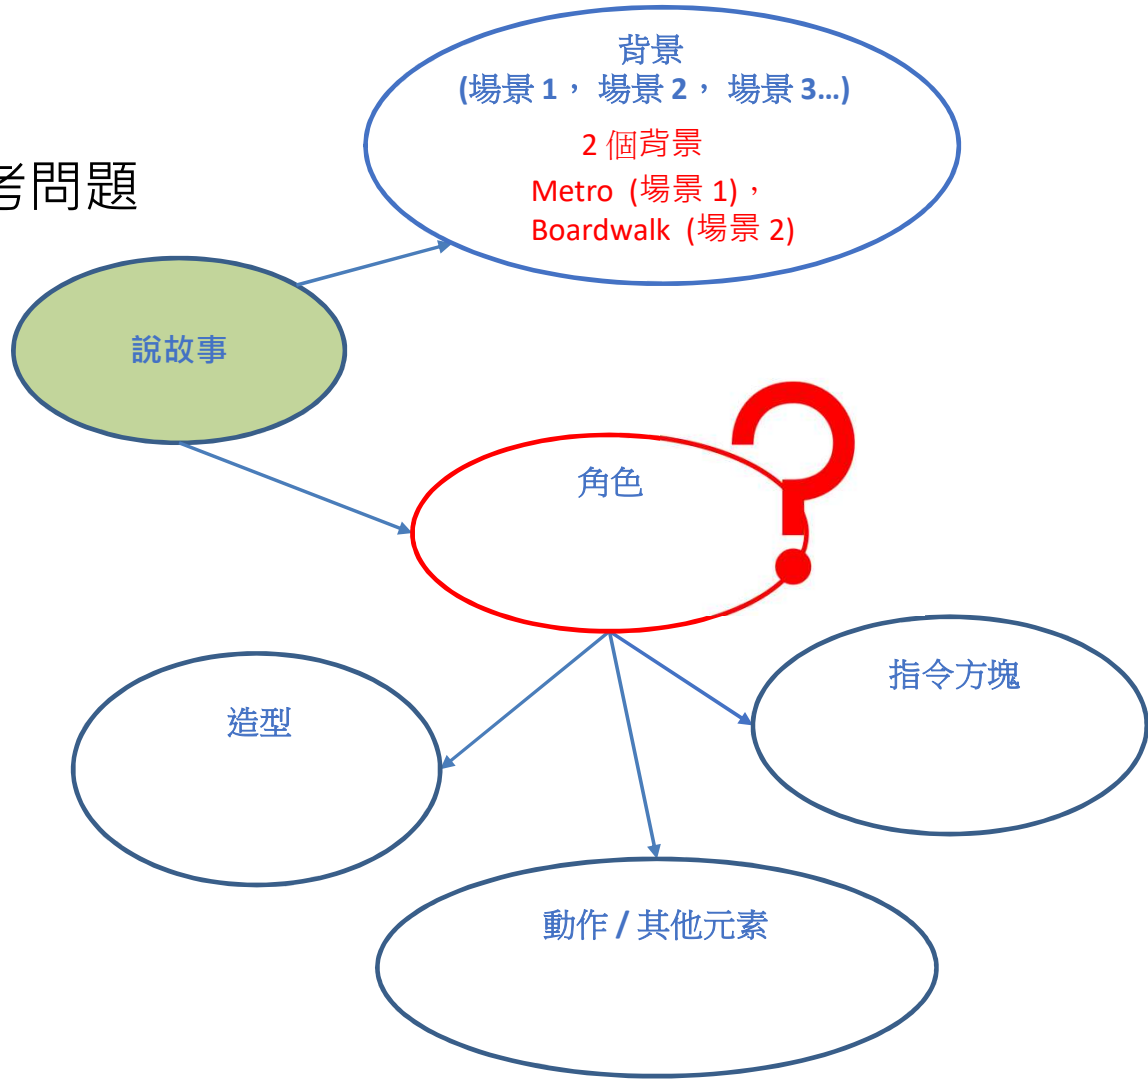 背景
(場景 1， 場景 2， 場景 3…)
2 個背景
Metro (場景 1)，
Boardwalk (場景 2)
考問題
說故事
角色
?
指令方塊
造型
動作 / 其他元素